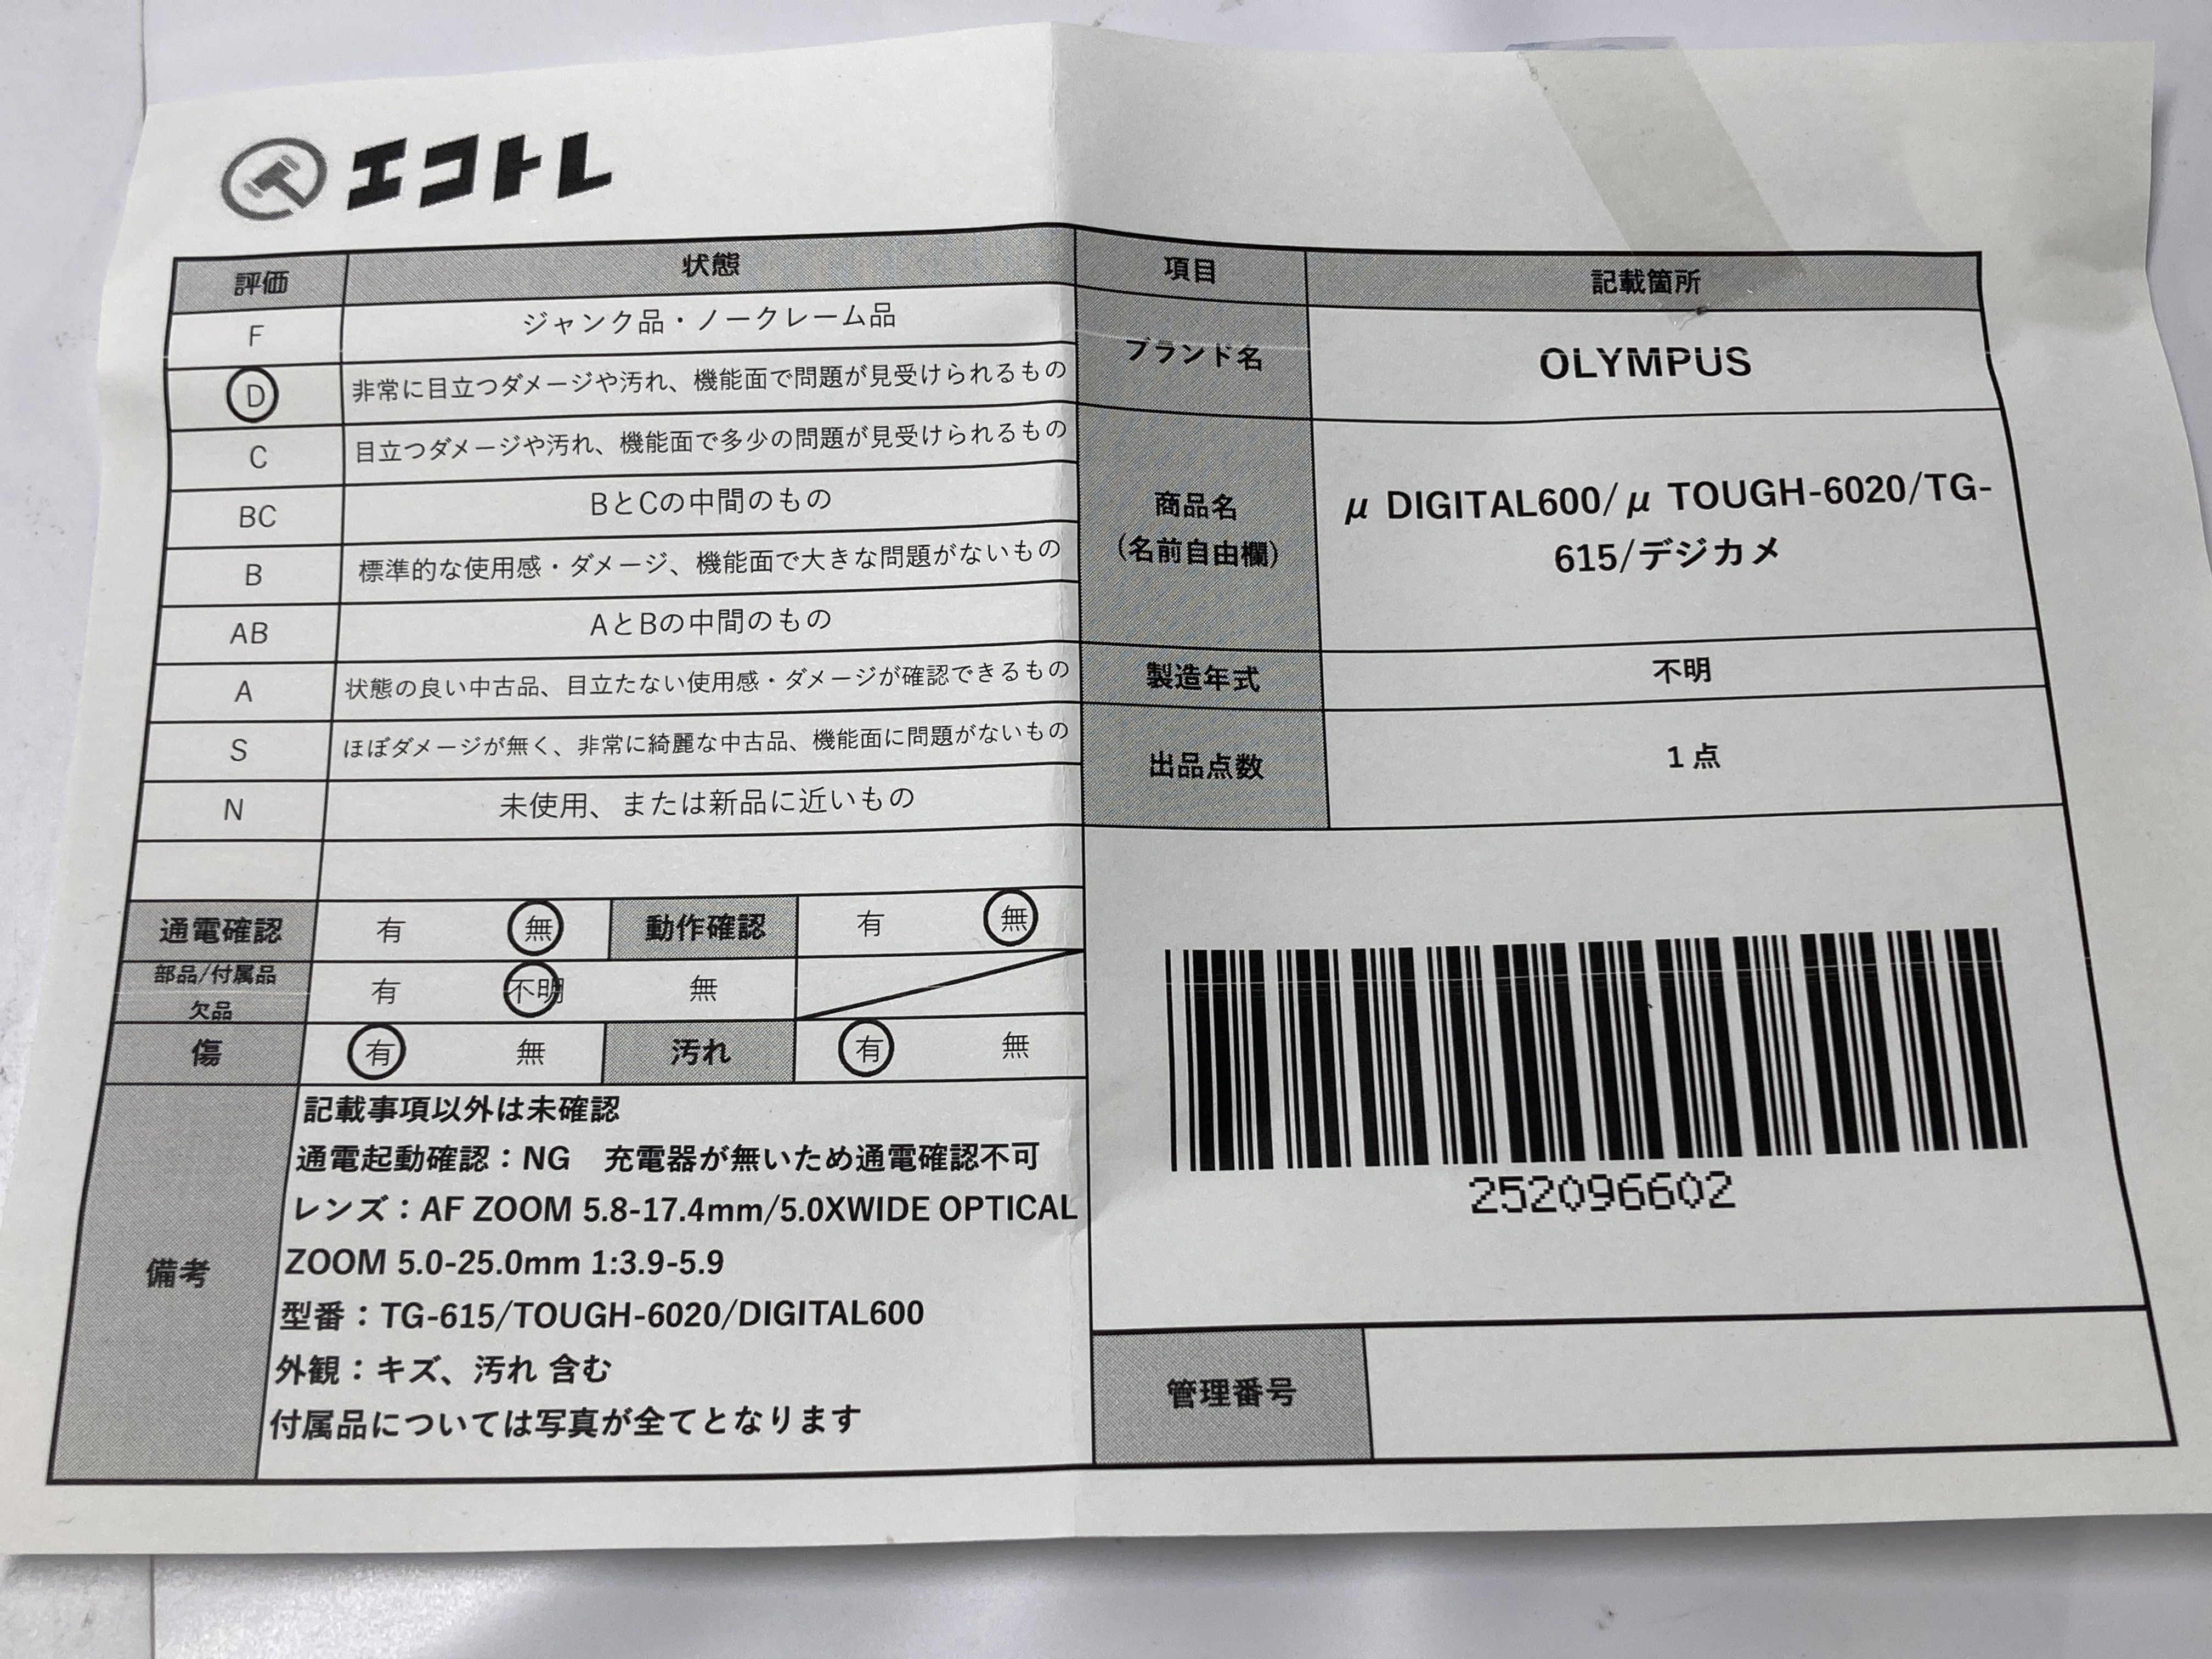 エコトレ
評価 状態
F ジャンク品・ノークレーム品
D 非常に目立つダメージや汚れ、機能面で問題が見受けられるもの
C 目立つダメージや汚れ、機能面で多少の問題が見受けられるもの
BC BとCの中間のもの
B 標準的な使用感・ダメージ、機能面で大きな問題がないもの
AB AとBの中間のもの
A 状態の良い中古品、目立たない使用感・ダメージが確認できるもの
S ほぼダメージが無く、非常に綺麗な中古品、機能面に問題がないもの
N 未使用、または新品に近いもの
通電確認 有 無 動作確認 有 無
部品/付属品
欠品 有 不明 無
傷 有 無 汚れ 有 無
備考
記載事項以外は未確認
通電起動確認：NG 充電器が無いため通電確認不可
レンズ：AF ZOOM 5.8-17.4mm/5.0XWIDE OPTICAL
ZOOM 5.0-25.0mm 1:3.9-5.9
型番：TG-615/TOUGH-6020/DIGITAL600
外観：キズ、汚れ 含む
付属品については写真が全てとなります
項目 記載箇所
ブランド名 OLYMPUS
商品名
(名前自由欄)
μ DIGITAL600/μ TOUGH-6020/TG-
615/デジカメ
製造年式 不明
出品点数 1点
252096602
管理番号